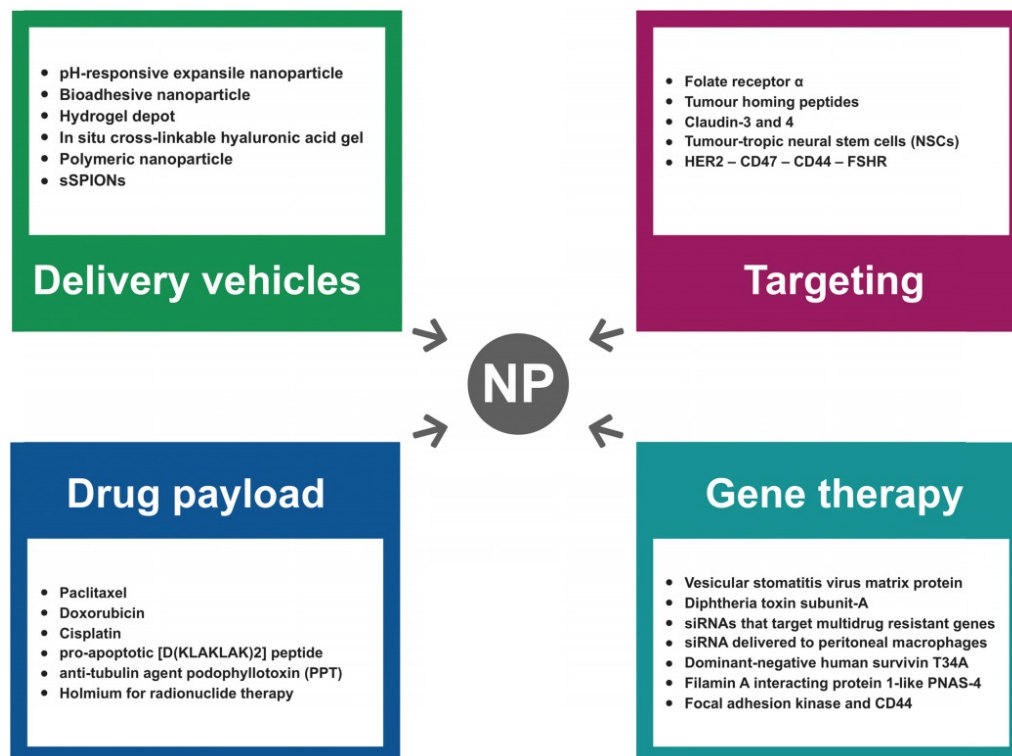 • pH-responsive expansile nanoparticle
• Bioadhesive nanoparticle
• Hydrogel depot
• In situ cross-linkable hyaluronic acid gel
• Polymeric nanoparticle
• sSPIONs
Delivery vehicles
• Folate receptor α
• Tumour homing peptides
• Claudin-3 and 4
• Tumour-tropic neural stem cells (NSCs)
• HER2 – CD47 – CD44 – FSHR
Targeting
NP
Drug payload
• Paclitaxel
• Doxorubicin
• Cisplatin
• pro-apoptotic [D(KLAKLAK)2] peptide
• anti-tubulin agent podophyllotoxin (PPT)
• Holmium for radionuclide therapy
Gene therapy
• Vesicular stomatitis virus matrix protein
• Diphtheria toxin subunit-A
• siRNAs that target multidrug resistant genes
• siRNA delivered to peritoneal macrophages
• Dominant-negative human survivin T34A
• Filamin A interacting protein 1-like PNAS-4
• Focal adhesion kinase and CD44